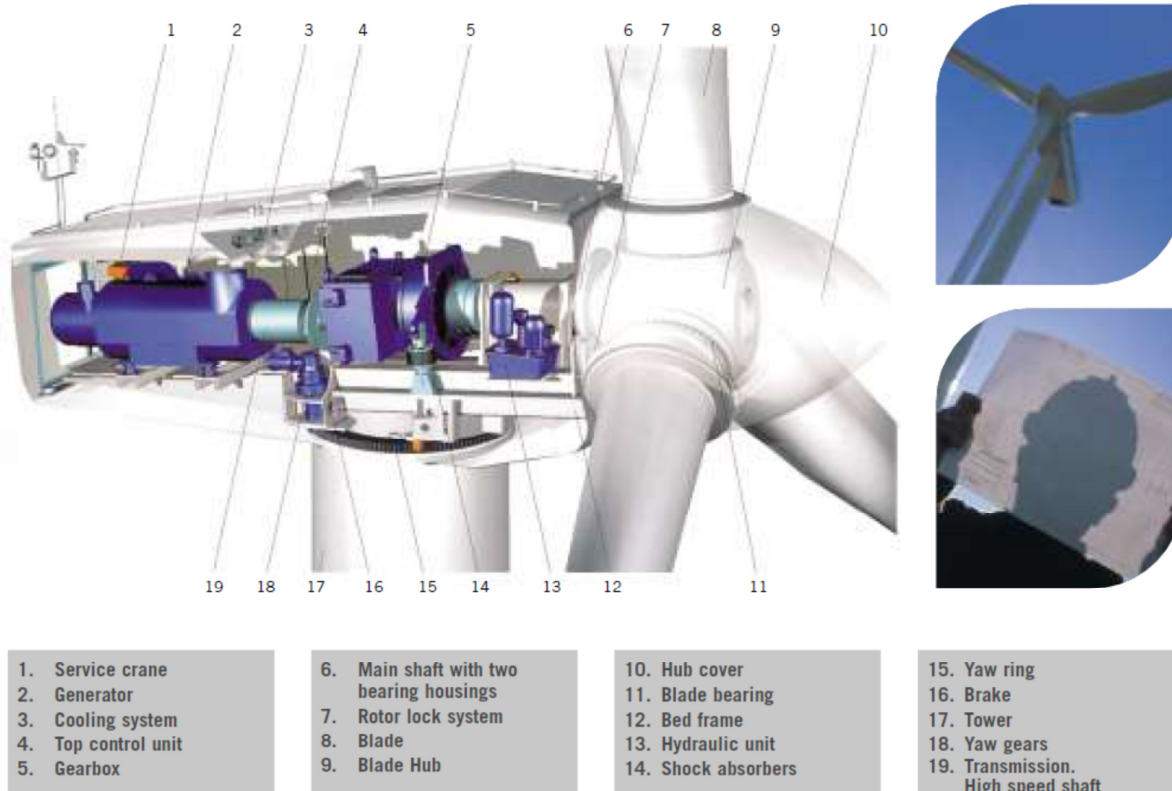 1 2 3 4 5 6 7 8 9 10
19 18 17 16 15 14 13 12 11
1. Service crane
2. Generator
3. Cooling system
4. Top control unit
5. Gearbox
6. Main shaft with two
bearing housings
7. Rotor lock system
8. Blade
9. Blade Hub
10. Hub cover
11. Blade bearing
12. Bed frame
13. Hydraulic unit
14. Shock absorbers
15. Yaw ring
16. Brake
17. Tower
18. Yaw gears
19. Transmission.
High speed shaft